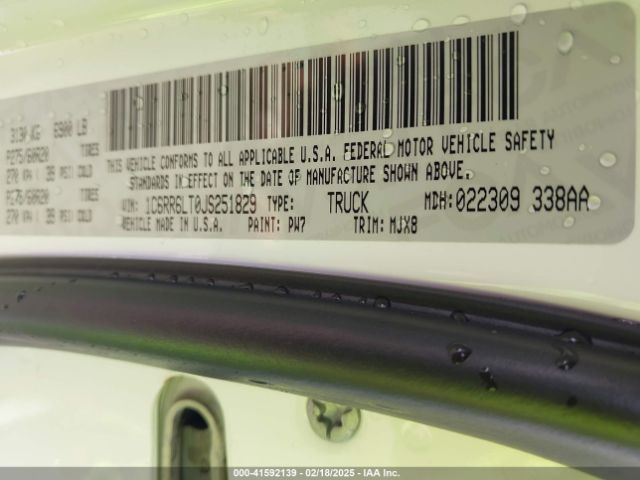 313? KG 6900 LB
P275/60R20 TIRES
270 KPA 39 PSI COLD
P275/60R20 TIRES
270 KPA 39 PSI COLD
THIS VEHICLE CONFORMS TO ALL APPLICABLE U.S.A. FEDERAL MOTOR VEHICLE SAFETY
STANDARDS IN EFFECT ON THE DATE OF MANUFACTURE SHOWN ABOVE.
VIN: 1C6RR6LT0JS251829 TYPE: TRUCK MDH: 022309 338AA
VEHICLE MADE IN U.S.A. PAINT: PW7 TRIM: MJX8
000-41592139 - 02/18/2025 - IAA Inc.